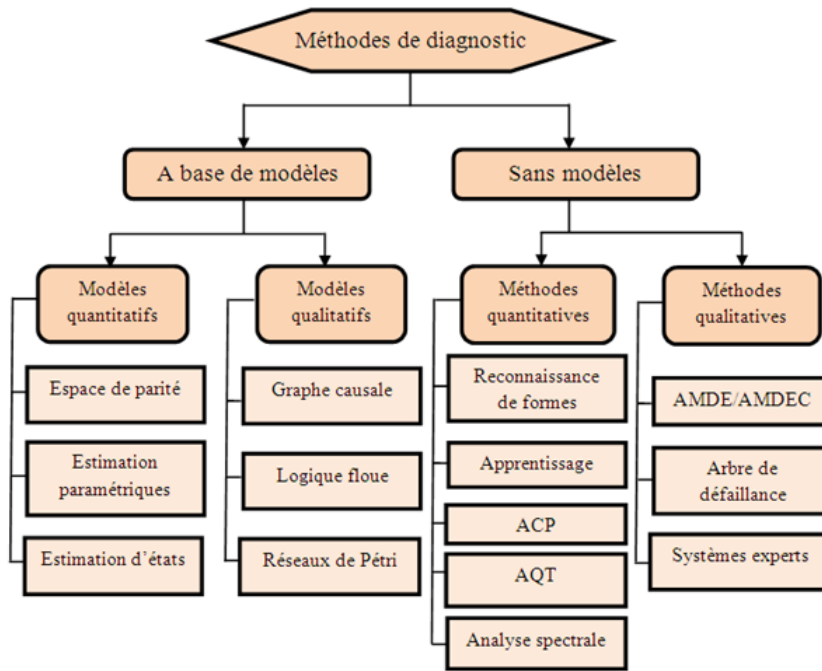 Méthodes de diagnostic
A base de modèles
Sans modèles
Modèles
quantitatifs
Modèles
qualitatifs
Méthodes
quantitatives
Méthodes
qualitatives
Espace de parité
Estimation
paramétriques
Estimation d'états
Graphe causale
Logique floue
Réseaux de Pétri
Reconnaissance
de formes
Apprentissage
ACP
AQT
Analyse spectrale
AMDE/AMDEC
Arbre de
défaillance
Systèmes experts